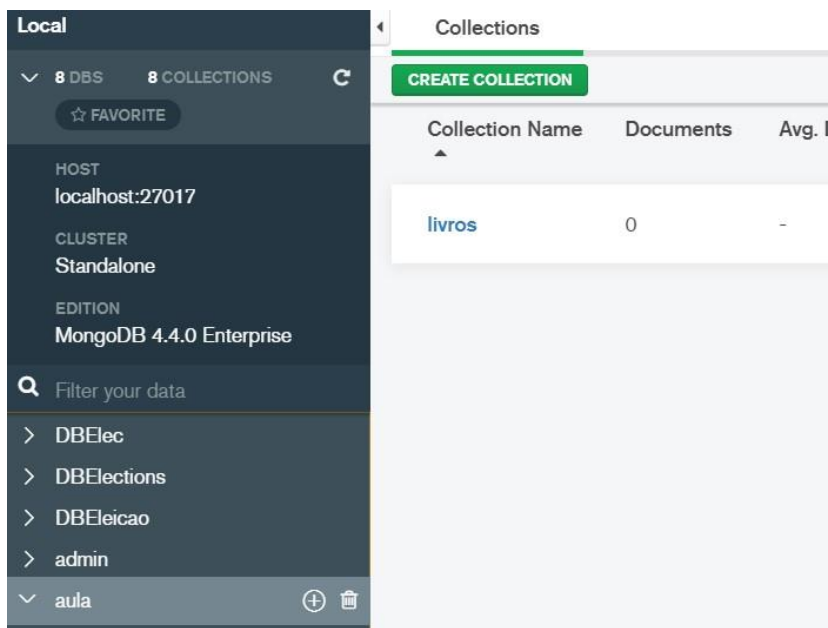 Local
8 DBS 8 COLLECTIONS
FAVORITE
HOST
localhost:27017
CLUSTER
Standalone
EDITION
MongoDB 4.4.0 Enterprise
Filter your data
DBElec
DBElections
DBEleicao
admin
aula
Collections
CREATE COLLECTION
Collection Name Documents Avg.
livros 0 -